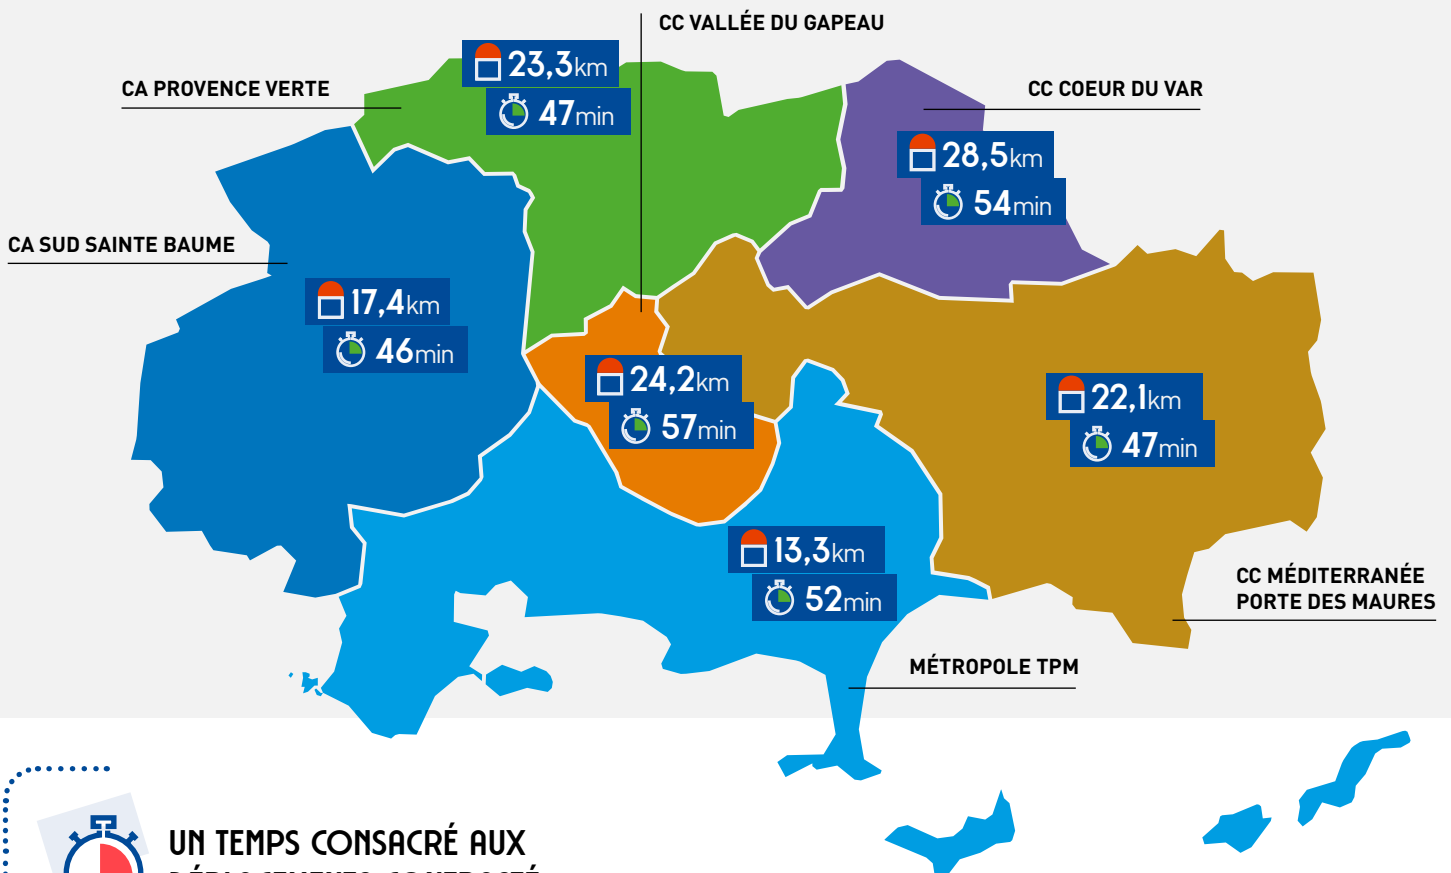 CC VALLÉE DU GAPEAU
23,3km
47min
CA PROVENCE VERTE
CC COEUR DU VAR
28,5km
54min
CA SUD SAINTE BAUME
17,4km
46min
24,2km
57min
22,1km
47min
13,3km
52min
CC MÉDITERRANÉE
PORTE DES MAURES
MÉTROPOLE TPM
UN TEMPS CONSACRÉ AUX